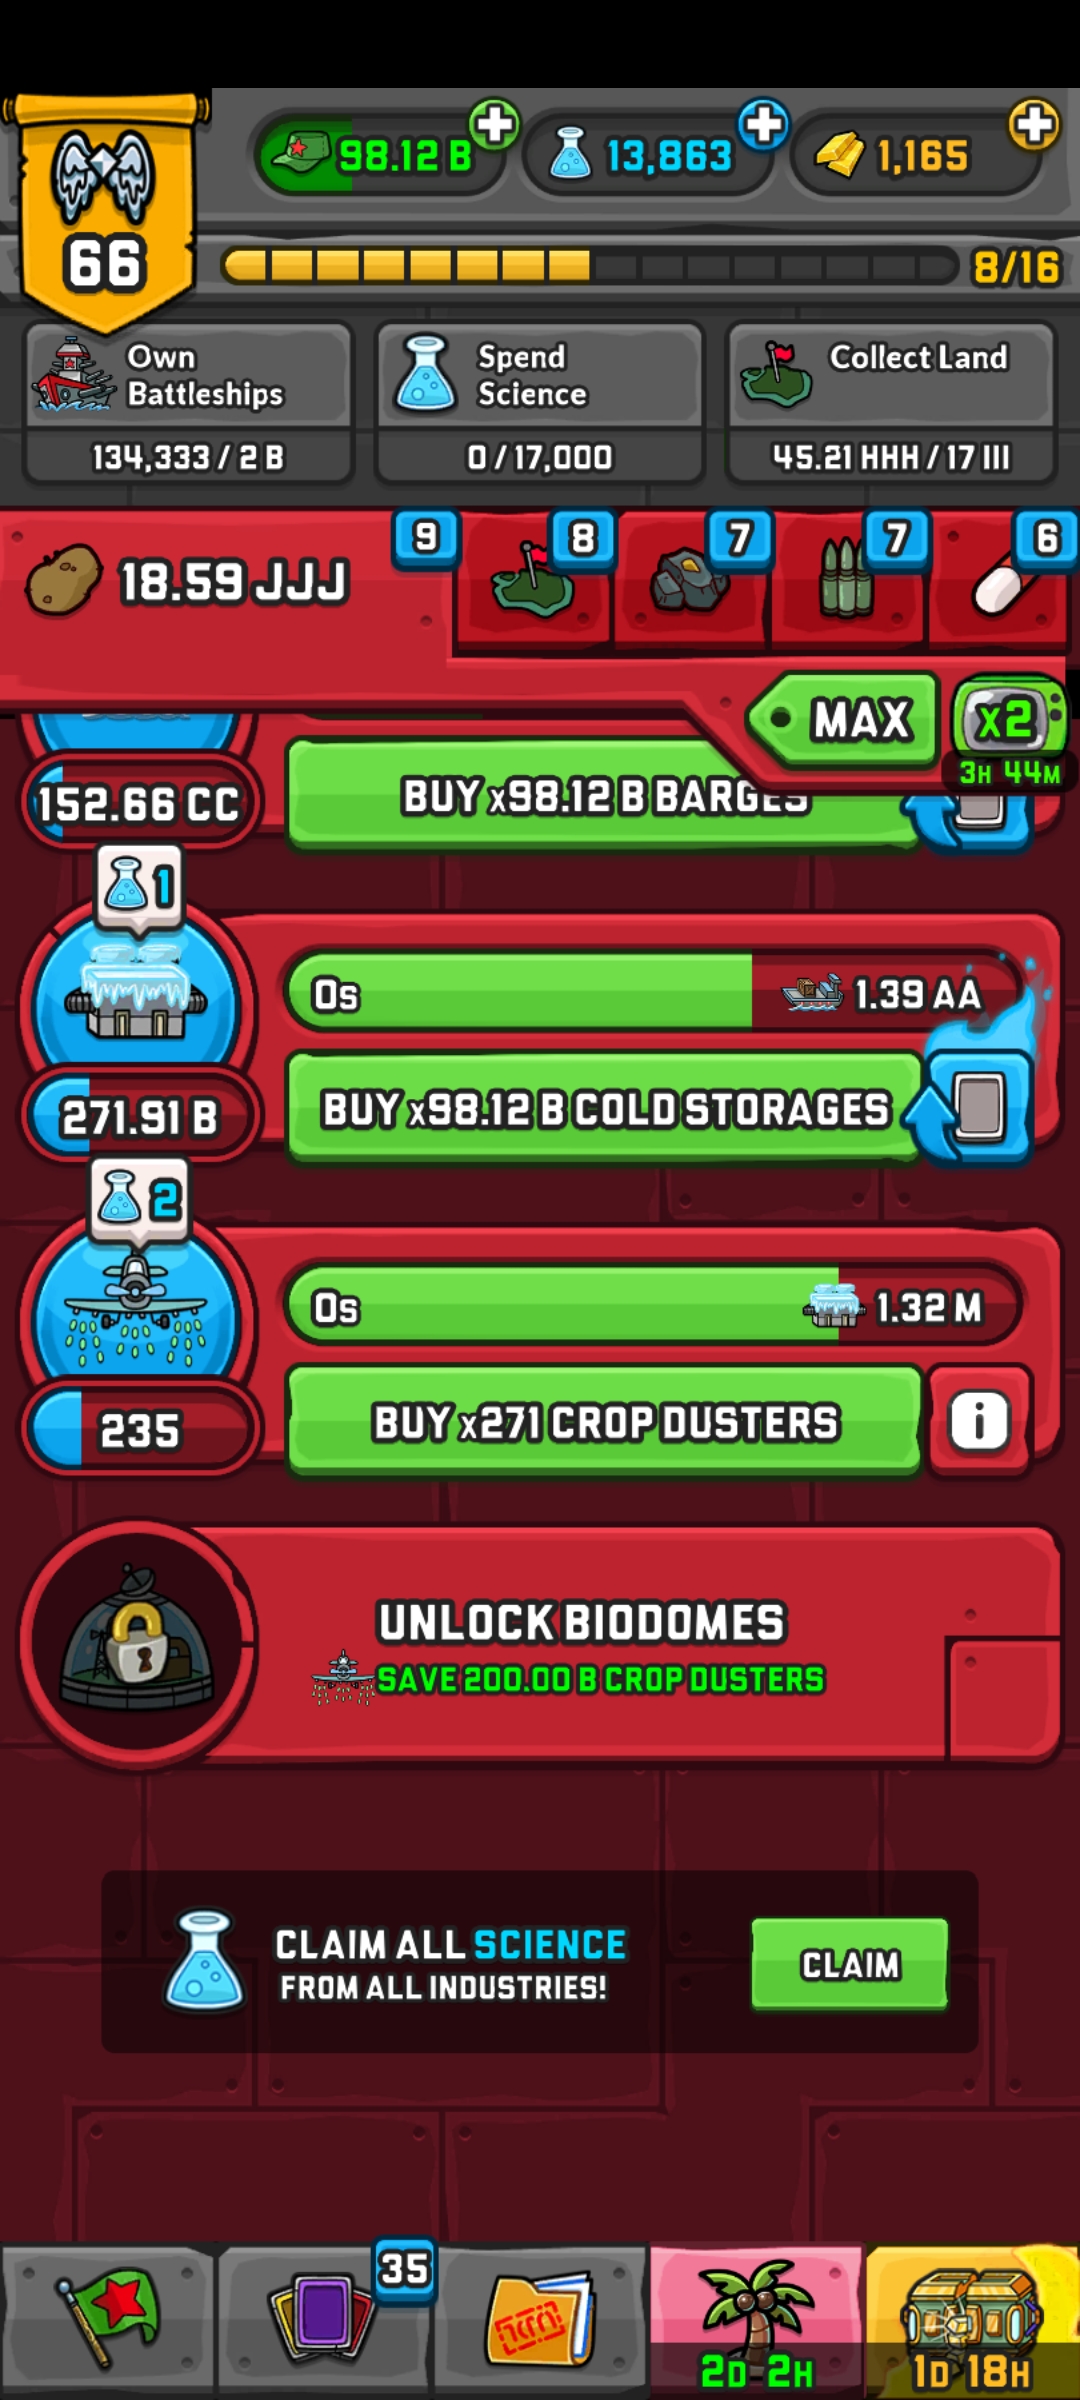 98.12 B
13,863
1,165
66
8/16
Own
Battleships
134,333 / 2 B
Spend
Science
0 / 17,000
Collect Land
45.21 HHH / 17 III
18.59 JJJ
9
8
7
7
6
MAX
x2
3H 44M
152.66 CC
BUY x98.12 B BARGES
1
0s
1.39 AA
271.91 B
BUY x98.12 B COLD STORAGES
2
0s
1.32 M
235
BUY x271 CROP DUSTERS
i
UNLOCK BIODOMES
SAVE 200.00 B CROP DUSTERS
CLAIM ALL SCIENCE
FROM ALL INDUSTRIES!
CLAIM
35
2D 2H
1D 18H